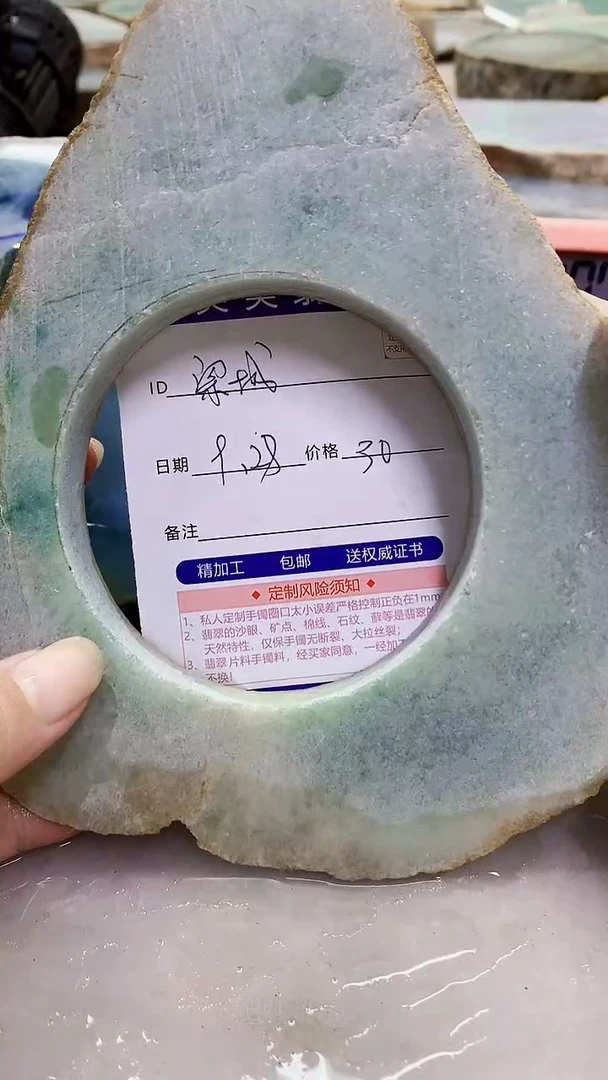 ID 深城
日期 9.28 价格 30
备注
精加工 包邮 送权威证书
◆ 定制风险须知 ◆
1、私人定制手镯圈口太小误差严格控制正负在1mm
2、翡翠的沙眼、矿点、棉线、石纹、藓等是翡翠的
天然特性，仅保手镯无断裂、大拉丝裂；
3、翡翠片料手镯料，经买家同意，一经加工
不换！